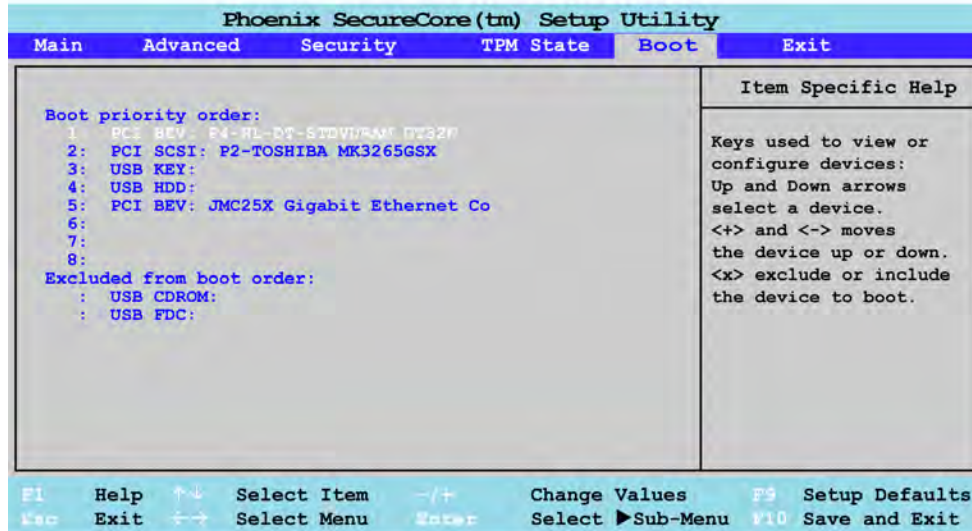 Phoenix SecureCore(tm) Setup Utility
Main Advanced Security TPM State Boot Exit
Item Specific Help
Boot priority order:
1 PCI BEV: P4-HL-DT-STDVDRAM GT32N
2: PCI SCSI: P2-TOSHIBA MK3265GSX
3: USB KEY:
4: USB HDD:
5: PCI BEV: JMC25X Gigabit Ethernet Co
6:
7:
8:
Excluded from boot order:
: USB CDROM:
: USB FDC:
Keys used to view or
configure devices:
Up and Down arrows
select a device.
<+> and <-> moves
the device up or down.
<x> exclude or include
the device to boot.
F1 Help ↑↓ Select Item -/+ Change Values F9 Setup Defaults
Esc Exit ←→ Select Menu Enter Select ▶Sub-Menu F10 Save and Exit